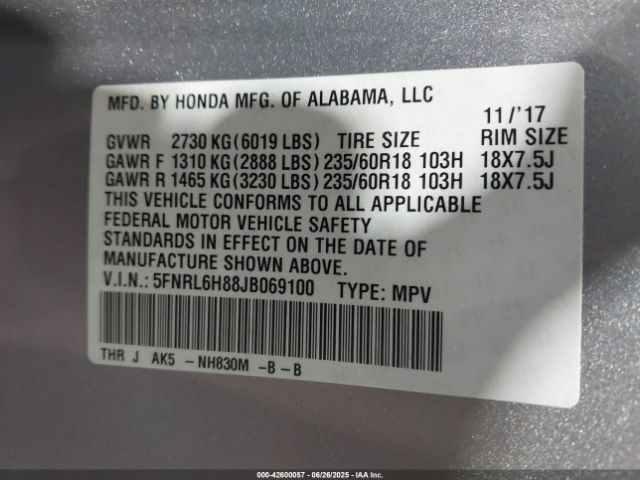 MFD. BY HONDA MFG. OF ALABAMA, LLC
11/'17
GVWR 2730 KG(6019 LBS) TIRE SIZE RIM SIZE
GAWR F 1310 KG(2888 LBS) 235/60R18 103H 18X7.5J
GAWR R 1465 KG(3230 LBS) 235/60R18 103H 18X7.5J
THIS VEHICLE CONFORMS TO ALL APPLICABLE
FEDERAL MOTOR VEHICLE SAFETY
STANDARDS IN EFFECT ON THE DATE OF
MANUFACTURE SHOWN ABOVE.
V.I.N.: 5FNRL6H88JB069100 TYPE: MPV
THR J AK5 -NH830M -B-B
000-42600057 - 06/26/2025 - IAA Inc.